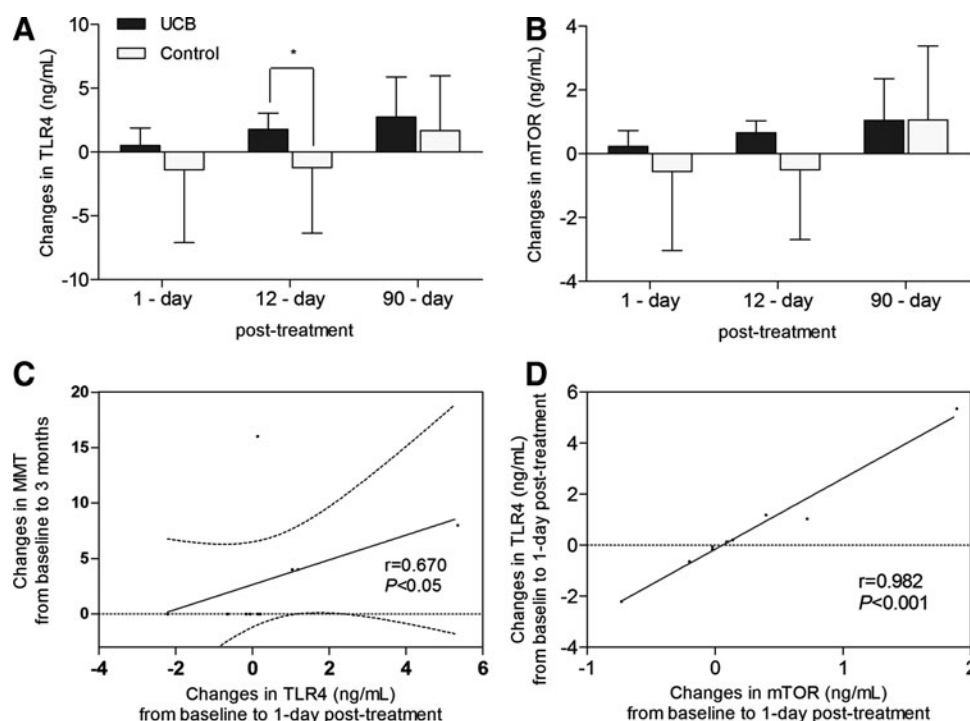 A
UCB
Control
*
Changes in TLR4 (ng/mL)
10
5
0
-5
-10
1 - day
12 - day
90 - day
post-treatment
B
Changes in mTOR (ng/mL)
4
2
0
-2
-4
1 - day
12 - day
90 - day
post-treatment
C
Changes in MMT
from baseline to 3 months
20
15
10
5
0
r=0.670
P<0.05
-4
-2
0
2
4
6
Changes in TLR4 (ng/mL)
from baseline to 1-day post-treatment
D
Changes in TLR4 (ng/mL)
from baselin to 1-day post-treatment
6
4
2
0
-2
-4
r=0.982
P<0.001
-1
0
1
2
Changes in mTOR (ng/mL)
from baseline to 1-day post-treatment